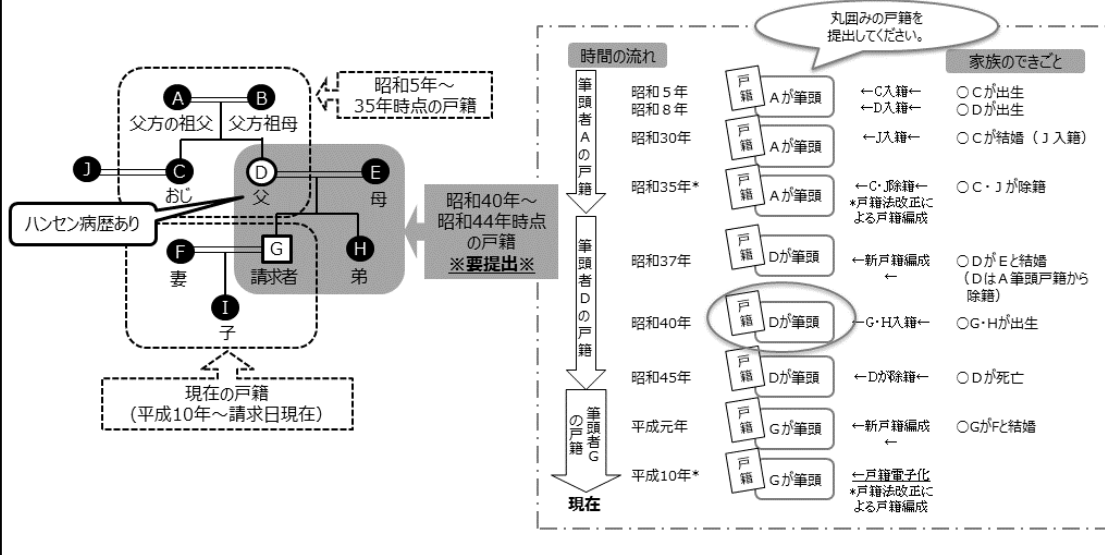 A
B
父方の祖父
父方祖母
J
C
おじ
D
父
E
母
ハンセン病歴あり
F
妻
G
請求者
H
弟
I
子
昭和5年～
35年時点の戸籍
昭和40年～
昭和44年時点
の戸籍
※要提出※
現在の戸籍
（平成10年～請求日現在）
丸囲みの戸籍を
提出してください。
時間の流れ
家族のできごと
筆頭者Aの戸籍
筆頭者Dの戸籍
筆頭者G
の戸籍
現在
昭和５年
昭和８年
戸籍
Aが筆頭
←C入籍←
←D入籍←
○Ｃが出生
○Ｄが出生
昭和30年
戸籍
Aが筆頭
←J入籍←
○Ｃが結婚（Ｊ入籍）
昭和35年*
戸籍
Aが筆頭
←C・J除籍←
*戸籍法改正に
よる戸籍編成
○Ｃ・Ｊが除籍
昭和37年
戸籍
Dが筆頭
←新戸籍編成
←
○ＤがＥと結婚
（ＤはＡ筆頭戸籍から
除籍）
昭和40年
戸籍
Dが筆頭
←G・H入籍←
○G・Hが出生
昭和45年
戸籍
Dが筆頭
←Dが除籍←
○Ｄが死亡
平成元年
戸籍
Gが筆頭
←新戸籍編成
←
○GがFと結婚
平成10年*
戸籍
Gが筆頭
←戸籍電子化
*戸籍法改正に
よる戸籍編成